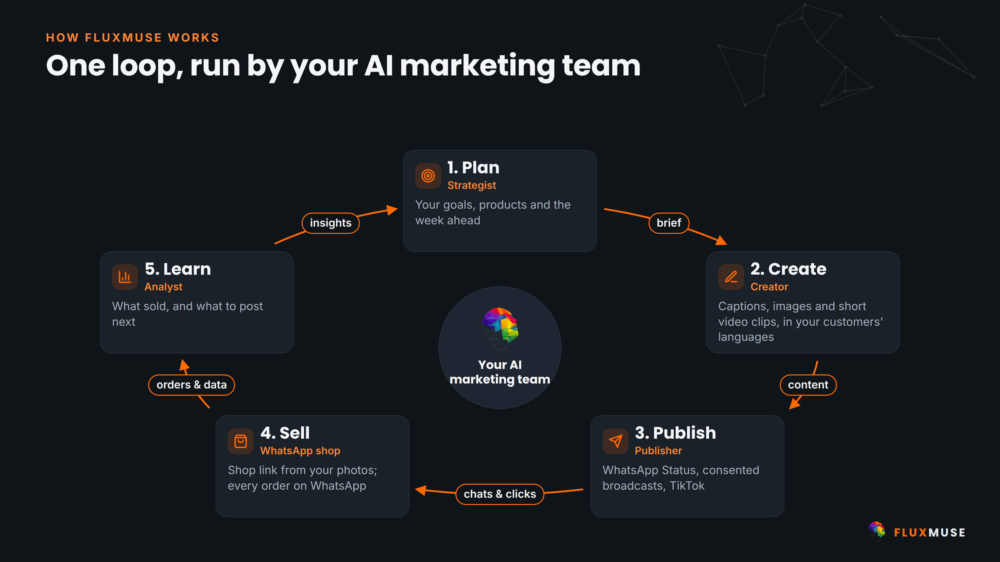 HOW FLUXMUSE WORKS
One loop, run by your AI marketing team
1. Plan
Strategist
Your goals, products and the
week ahead
insights
brief
5. Learn
Analyst
What sold, and what to post
next
2. Create
Creator
Captions, images and short
video clips, in your customers’
languages
Your AI
marketing team
orders & data
content
4. Sell
WhatsApp shop
Shop link from your photos;
every order on WhatsApp
chats & clicks
3. Publish
Publisher
WhatsApp Status, consented
broadcasts, TikTok
FLUXMUSE